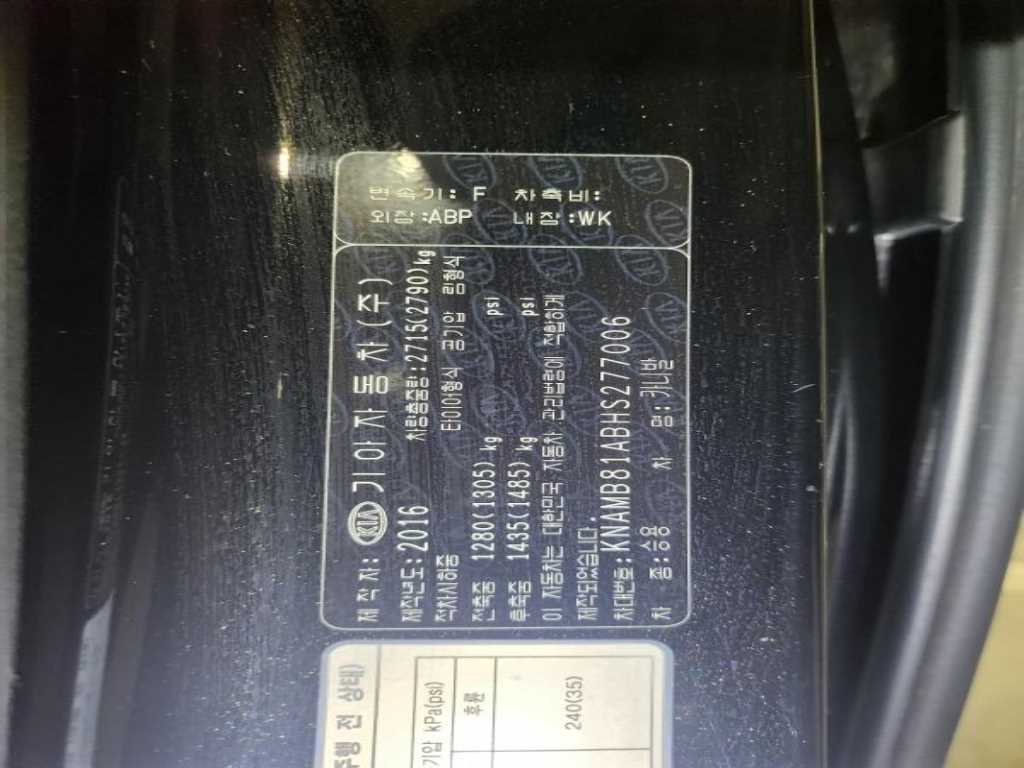 제 작 자: KIA 기아자동차(주)
제작년도:2016 차량총중량:2715(2790)kg
적차시하중 타이어형식 공기압 림형식
전축중 1280(1305) kg psi
후축중 1435(1485) kg psi
이 자동차는 대한민국 자동차 관리법령에 적합하게
제작되었습니다.
차대번호:KNAMB81ABHS277006
차 종:승용 차 명:카니발
변속기: F 차축비:
외장:ABP 내장:WK
주행 전 상태)
기압 kPa(psi)
후륜
240(35)